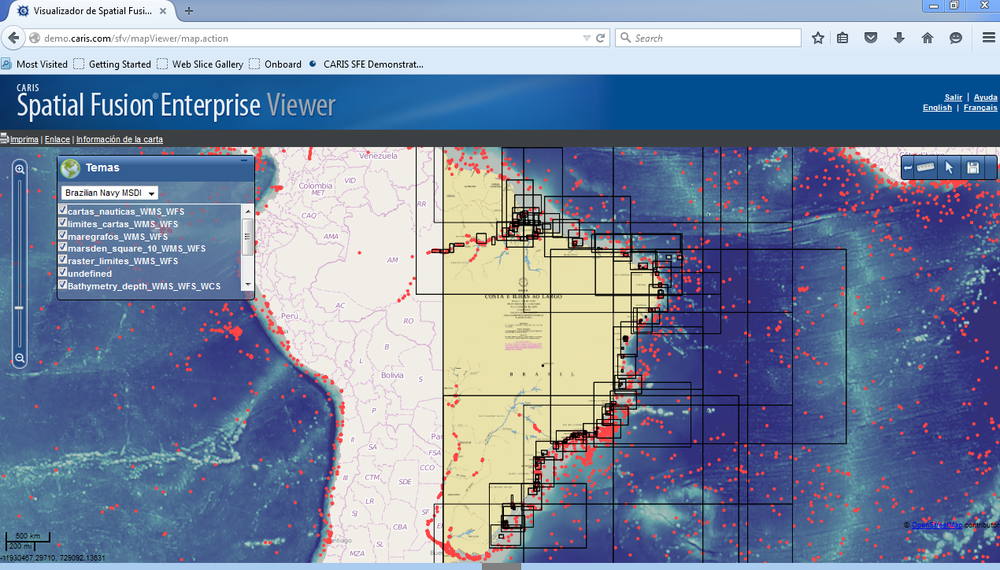 Visualizador de Spatial Fusi...
demo.caris.com/sfv/mapViewer/map.action
Search
Most Visited Getting Started Web Slice Gallery Onboard CARIS SFE Demonstrat...
CARIS
Spatial Fusion® Enterprise Viewer
Salir | Ayuda
English | Français
Imprima | Enlace | Información de la carta
Temas
Brazilian Navy MSDI
cartas_nauticas_WMS_WFS
limites_cartas_WMS_WFS
maregrafos_WMS_WFS
marsden_square_10_WMS_WFS
raster_limites_WMS_WFS
undefined
Bathymetry_depth_WMS_WFS_WCS
Venezuela
Colombia
VID
MET
RR
CAQ
AMA
AM
AC
Perú
RO
B
L
Bolivia
S
P
II
SA
FSA
CCO
III
CTM
SDE
LR
SJ
SF
CBA
SL
MZA
COSTA E ILHAS AO LARGO
BRASIL
© OpenStreetMap contributor
500 km
200 mi
-11930467.29710, 729092.13631